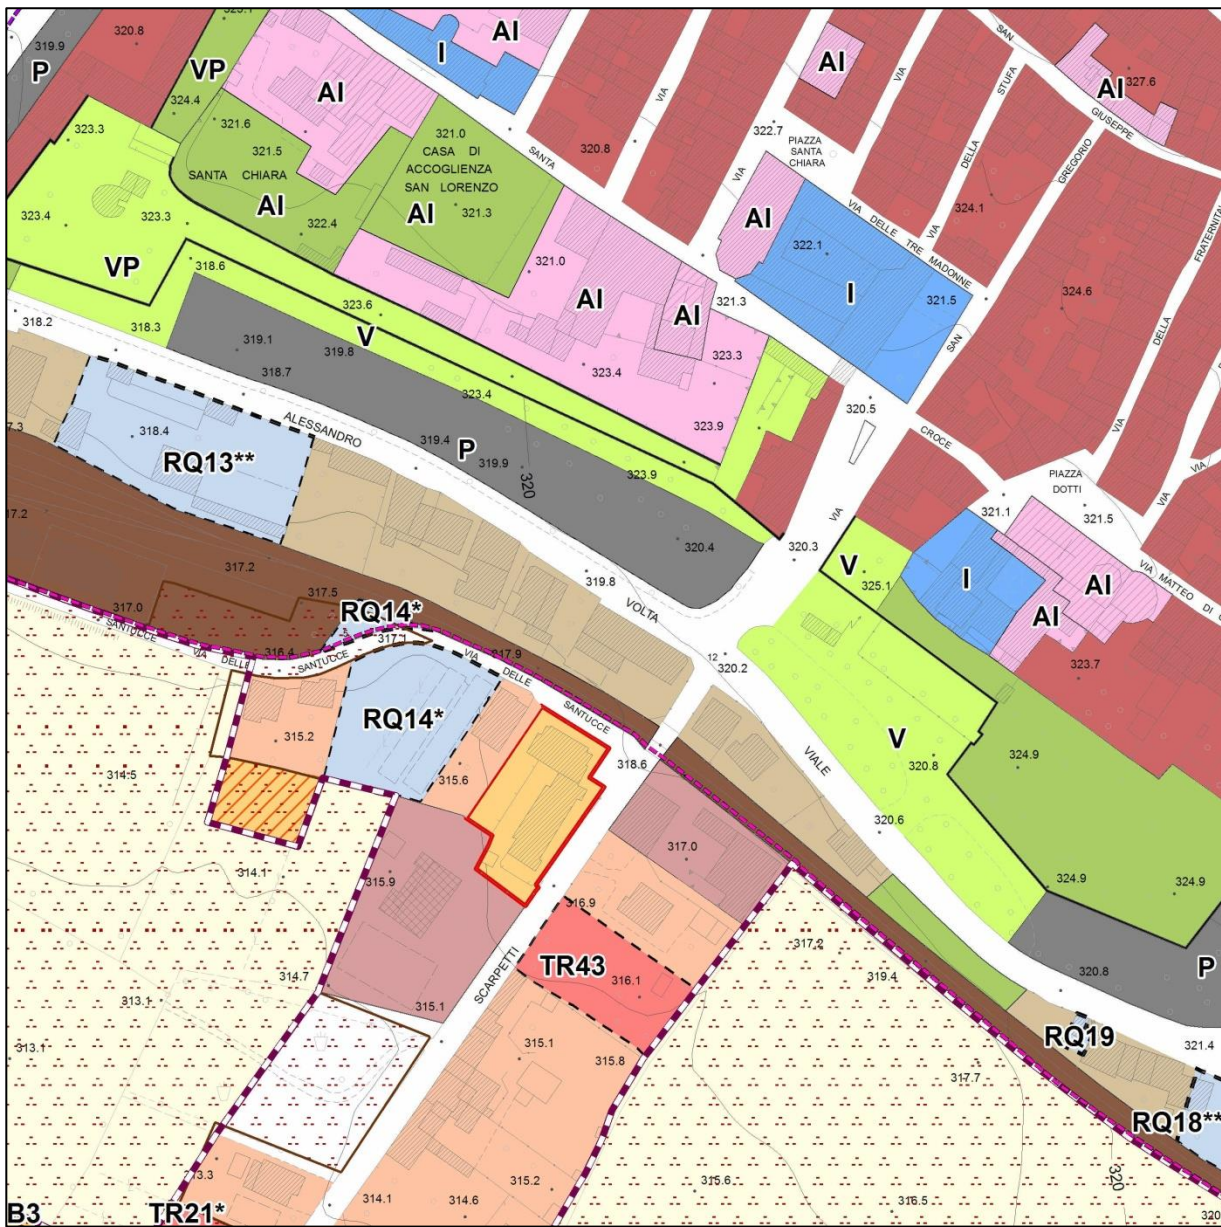 320.8
323.1
319.9
P
VP
AI
I
AI
AI
SAN
327.6
AI
STUFA
VIA
VIA
GIUSEPPE
324.4
321.6
321.0
CASA DI
ACCOGLIENZA
SAN LORENZO
323.3
321.5
SANTA CHIARA
AI
AI
321.3
322.4
SANTA
320.8
322.7
PIAZZA
SANTA
CHIARA
DELLA
GREGORIO
VIA
VIA
324.1
FRATERNITA
323.4
323.3
VP
318.6
AI
VIA DELLE TRE MADONNE
322.1
I
321.5
324.6
321.0
AI
AI
321.3
323.6
V
318.2
318.3
319.1
319.8
318.7
323.3
323.4
SAN
DELLA
323.4
323.9
320.5
CROCE
VIA
ALESSANDRO
318.4
RQ13**
319.4
P
319.9
320
323.9
PIAZZA
DOTTI
VIA
VIA
VIA
321.1
321.5
320.4
320.3
V
325.1
I
AI
AI
VIA MATTEO DI
317.2
317.5
317.0
319.8
VOLTA
RQ14*
317.1
SANTUCCE
VIA DELLE
316.4
SANTUCCE
VIA
317.9
DELLE
SANTUCCE
12
320.2
323.7
RQ14*
315.2
314.5
315.6
318.6
VIALE
V
320.8
324.9
320.6
317.0
314.1
315.9
324.9
324.9
316.9
317.2
319.4
TR43
316.1
SCARPETTI
314.7
313.1
315.1
320.8
P
313.1
315.1
315.8
RQ19
321.4
317.7
RQ18**
315.2
314.1
314.6
315.6
316.5
320
320
B3
TR21*